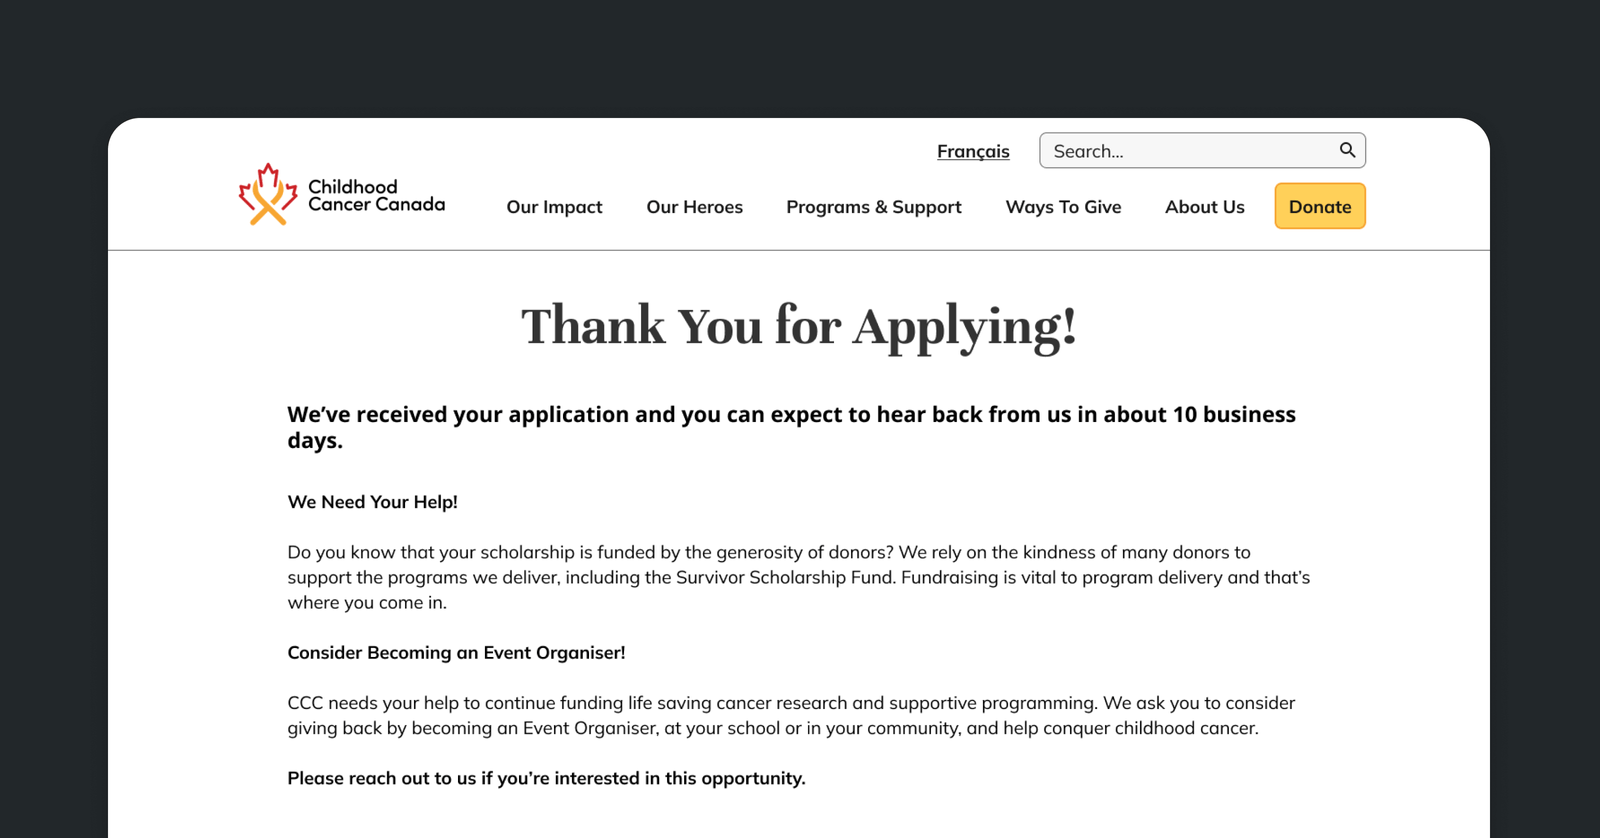 Français
Search...
Childhood
Cancer Canada
Our Impact
Our Heroes
Programs & Support
Ways To Give
About Us
Donate
Thank You for Applying!
We’ve received your application and you can expect to hear back from us in about 10 business
days.
We Need Your Help!
Do you know that your scholarship is funded by the generosity of donors? We rely on the kindness of many donors to
support the programs we deliver, including the Survivor Scholarship Fund. Fundraising is vital to program delivery and that’s
where you come in.
Consider Becoming an Event Organiser!
CCC needs your help to continue funding life saving cancer research and supportive programming. We ask you to consider
giving back by becoming an Event Organiser, at your school or in your community, and help conquer childhood cancer.
Please reach out to us if you’re interested in this opportunity.